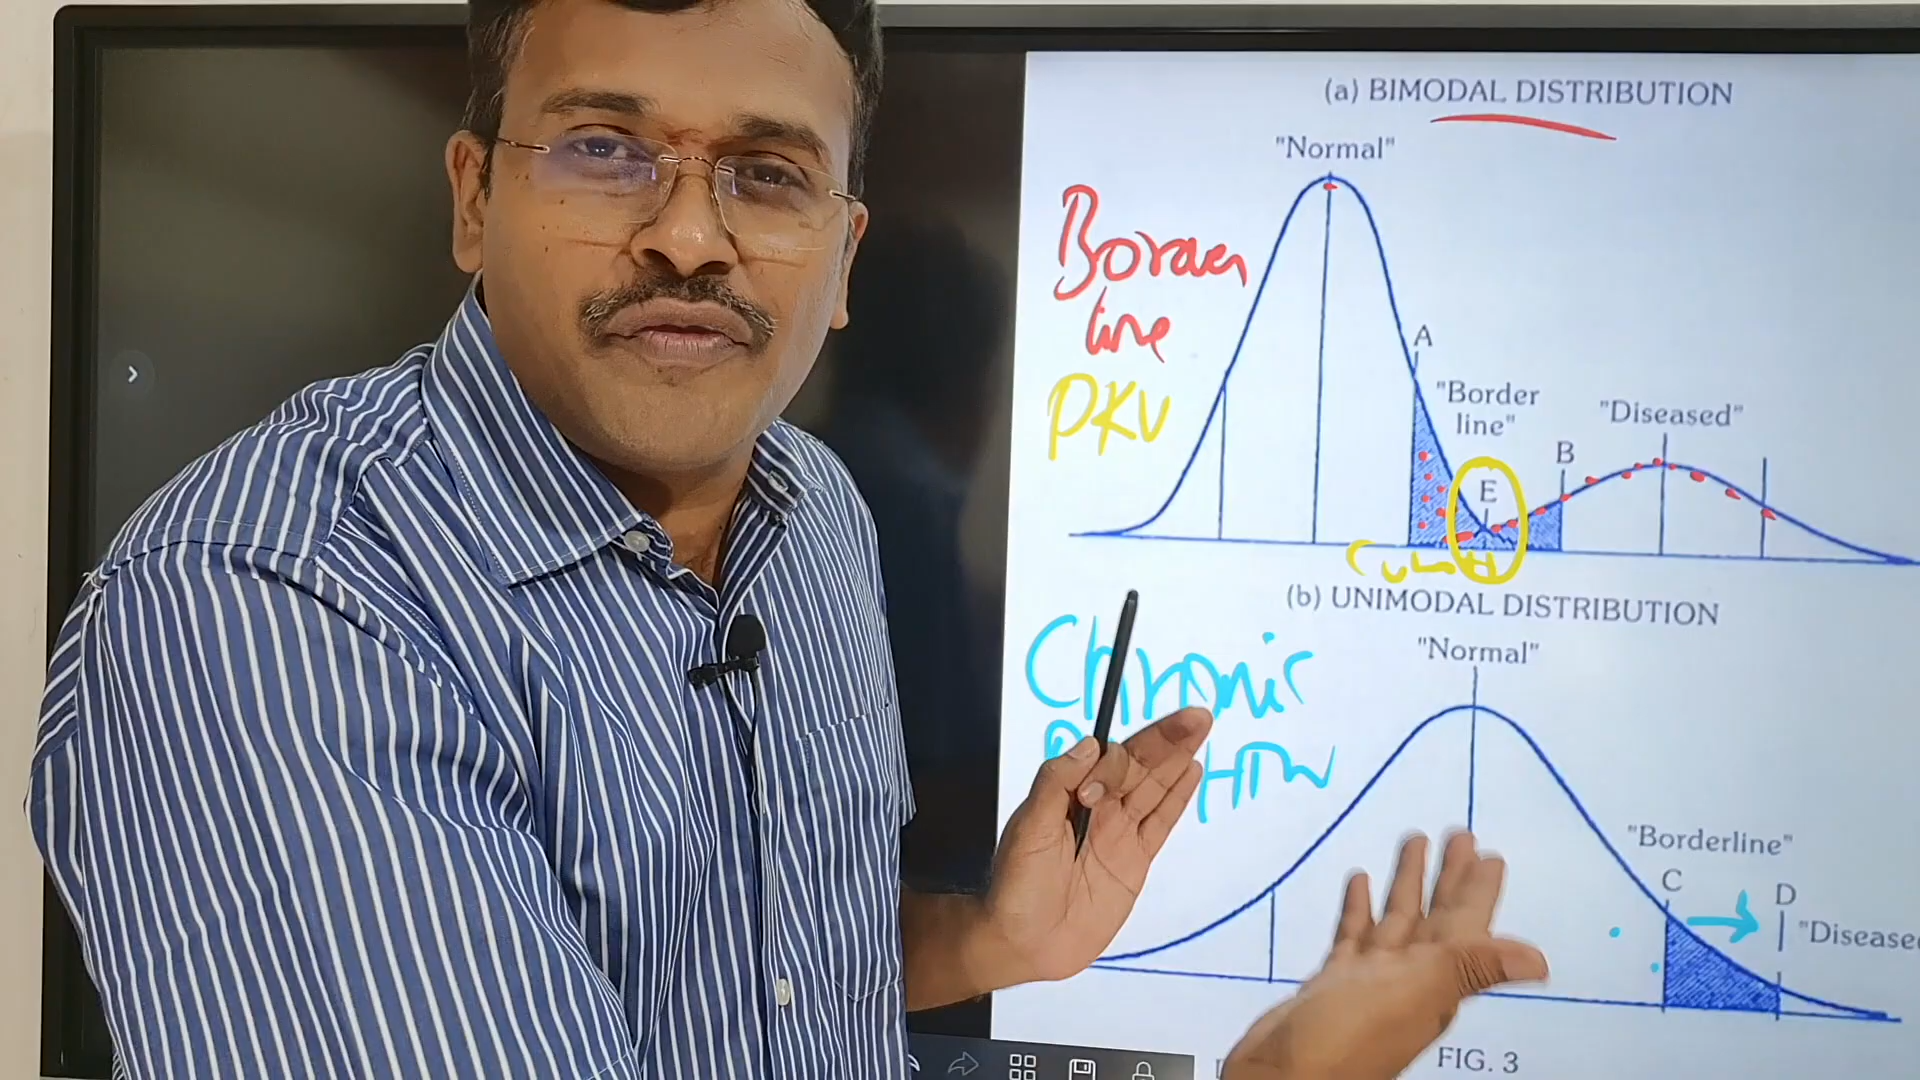 (a) BIMODAL DISTRIBUTION
"Normal"
Border
line
PKU
A
"Border
line"
"Diseased"
B
E
(b) UNIMODAL DISTRIBUTION
"Normal"
Chronic
HTN
"Borderline"
C
D
"Disease
FIG. 3